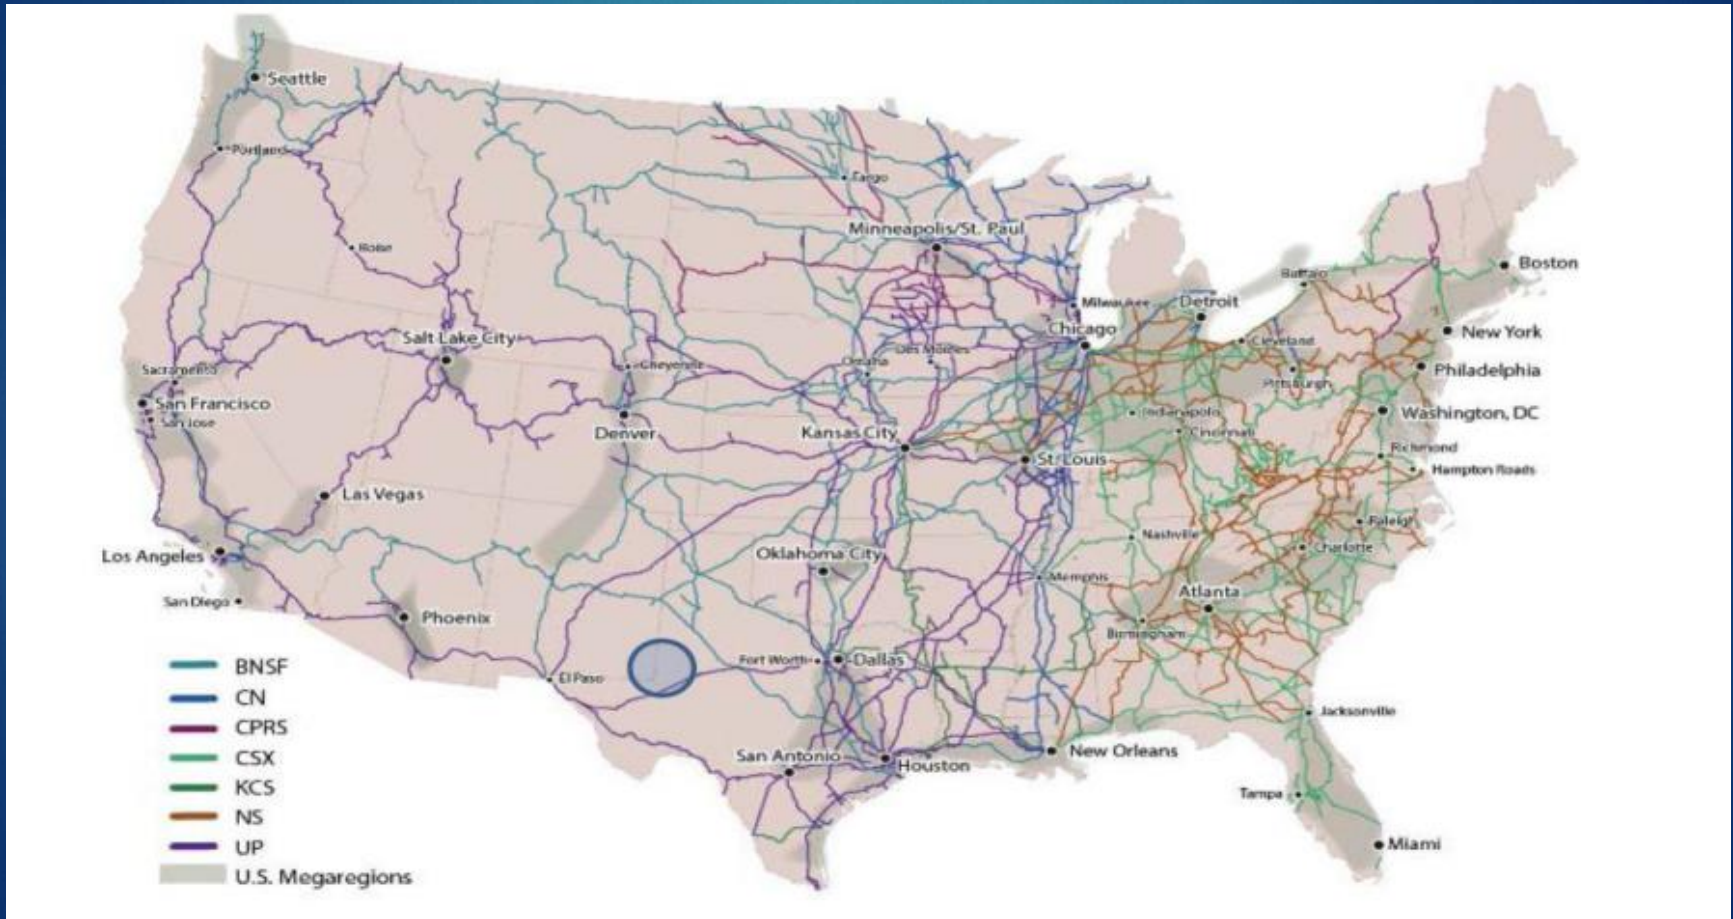 Seattle
Portland
Fargo
Minneapolis/St. Paul
Boise
Buffalo
Boston
Milwaukee
Detroit
Chicago
New York
Salt Lake City
Cleveland
Des Moines
Omaha
Cheyenne
Sacramento
Philadelphia
Pittsburgh
San Francisco
San Jose
Indianapolis
Washington, DC
Denver
Kansas City
Cincinnati
St. Louis
Richmond
Hampton Roads
Las Vegas
Raleigh
Nashville
Charlotte
Los Angeles
Oklahoma City
Memphis
San Diego
Atlanta
Phoenix
Birmingham
Fort Worth
Dallas
El Paso
Jacksonville
New Orleans
San Antonio
Houston
Tampa
Miami
BNSF
CN
CPRS
CSX
KCS
NS
UP
U.S. Megaregions